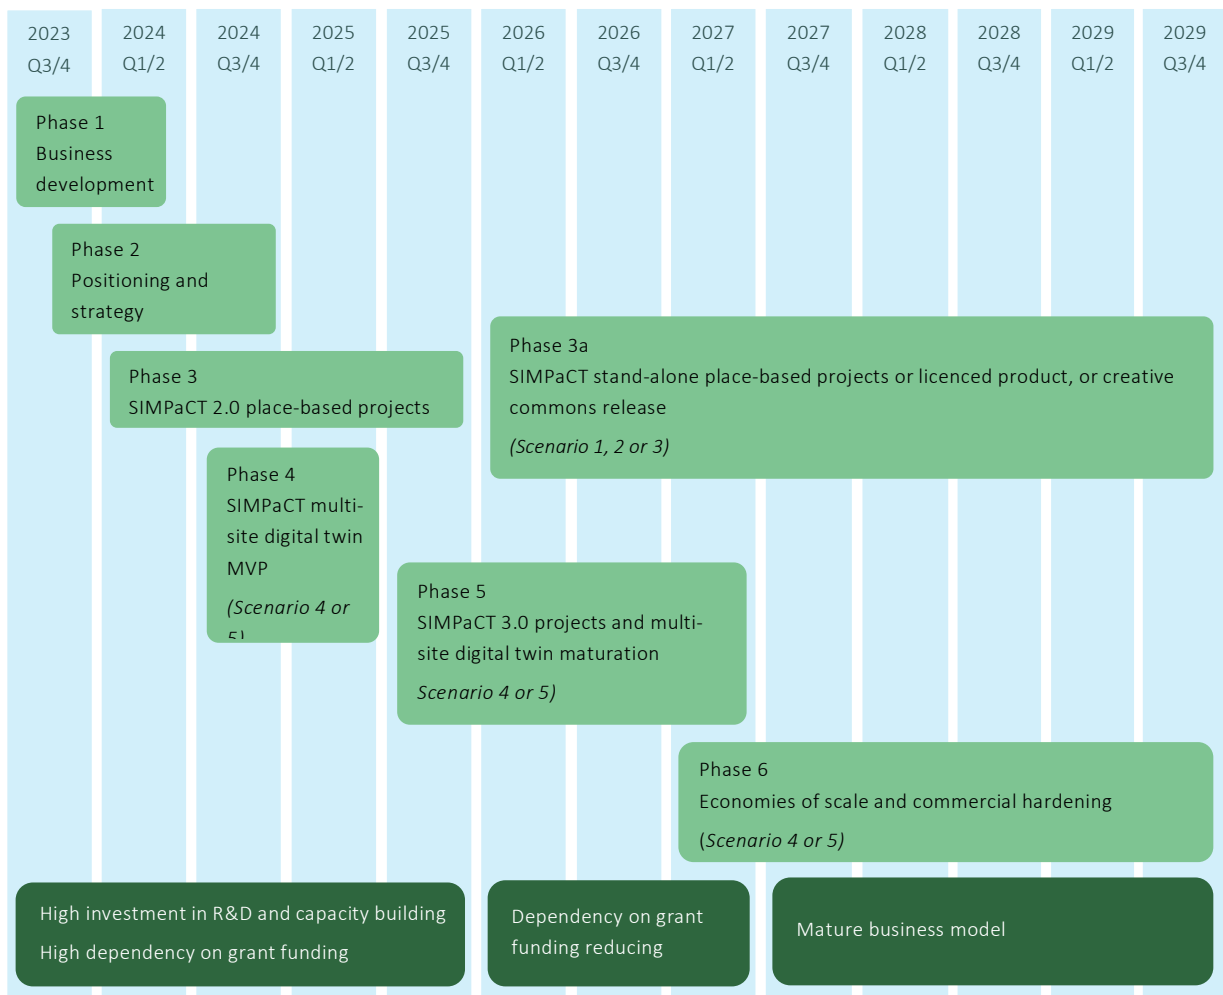 2023
Q3/4
2024
Q1/2
2024
Q3/4
2025
Q1/2
2025
Q3/4
2026
Q1/2
2026
Q3/4
2027
Q1/2
2027
Q3/4
2028
Q1/2
2028
Q3/4
2029
Q1/2
2029
Q3/4
Phase 1
Business
development
Phase 2
Positioning and
strategy
Phase 3
SIMPaCT 2.0 place-based projects
Phase 3a
SIMPaCT stand-alone place-based projects or licenced product, or creative
commons release
(Scenario 1, 2 or 3)
Phase 4
SIMPaCT multi-
site digital twin
MVP
(Scenario 4 or
5)
Phase 5
SIMPaCT 3.0 projects and multi-
site digital twin maturation
Scenario 4 or 5)
Phase 6
Economies of scale and commercial hardening
(Scenario 4 or 5)
High investment in R&D and capacity building
High dependency on grant funding
Dependency on grant
funding reducing
Mature business model